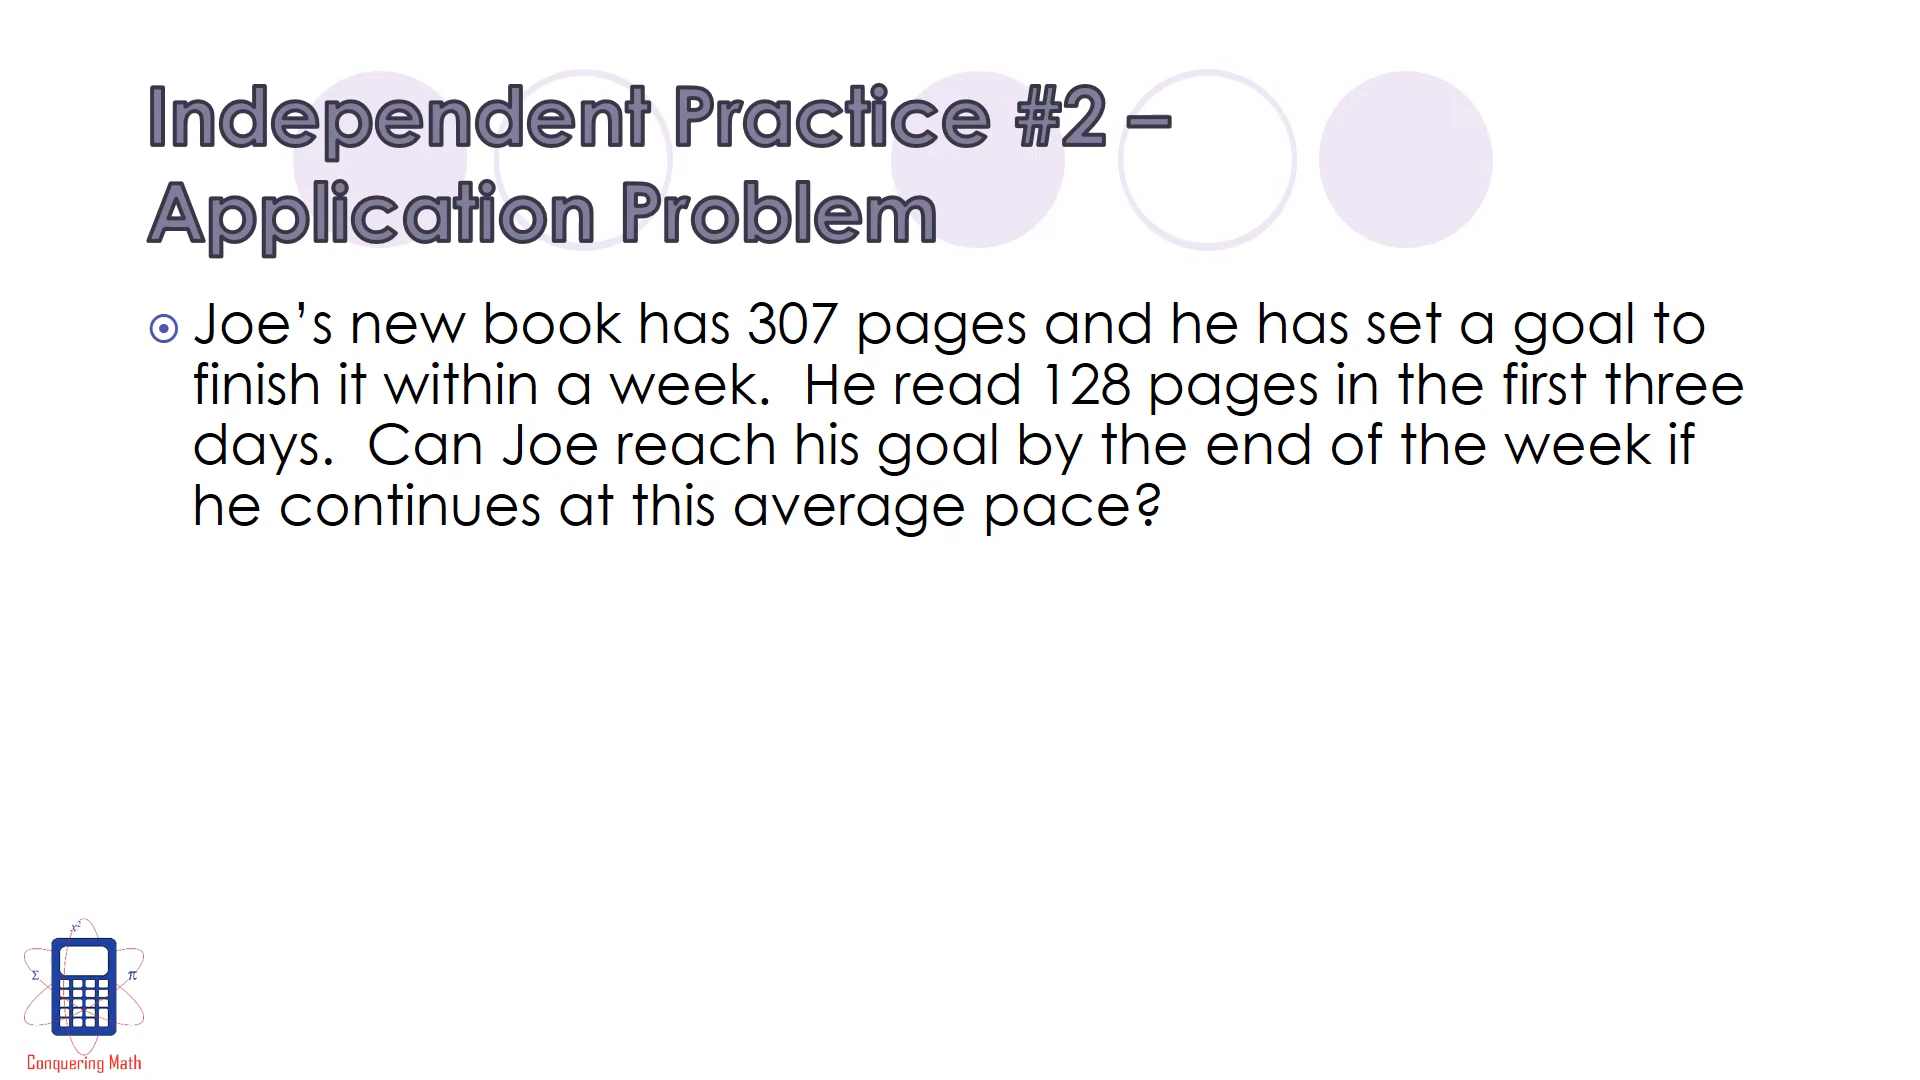 Independent Practice #2 –
Application Problem
Joe’s new book has 307 pages and he has set a goal to
finish it within a week.  He read 128 pages in the first three
days.  Can Joe reach his goal by the end of the week if
he continues at this average pace?
x²
Σ π
Conquering Math